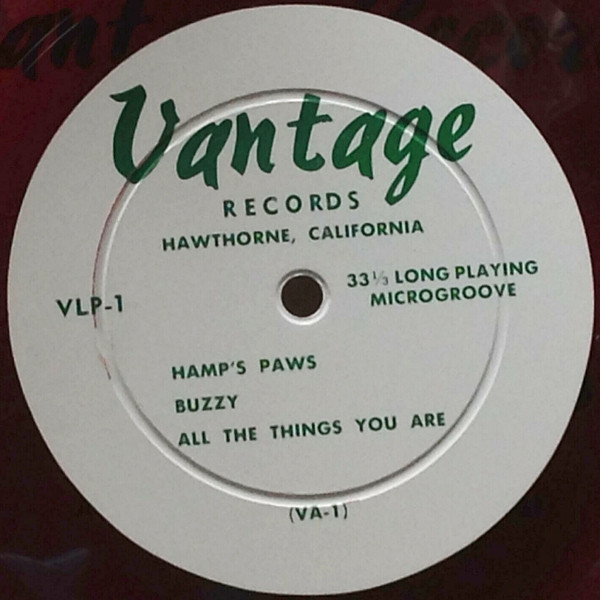 Vantage
RECORDS
HAWTHORNE, CALIFORNIA
VLP-1
33⅓ LONG PLAYING
MICROGROOVE
HAMP'S PAWS
BUZZY
ALL THE THINGS YOU ARE
(VA-1)